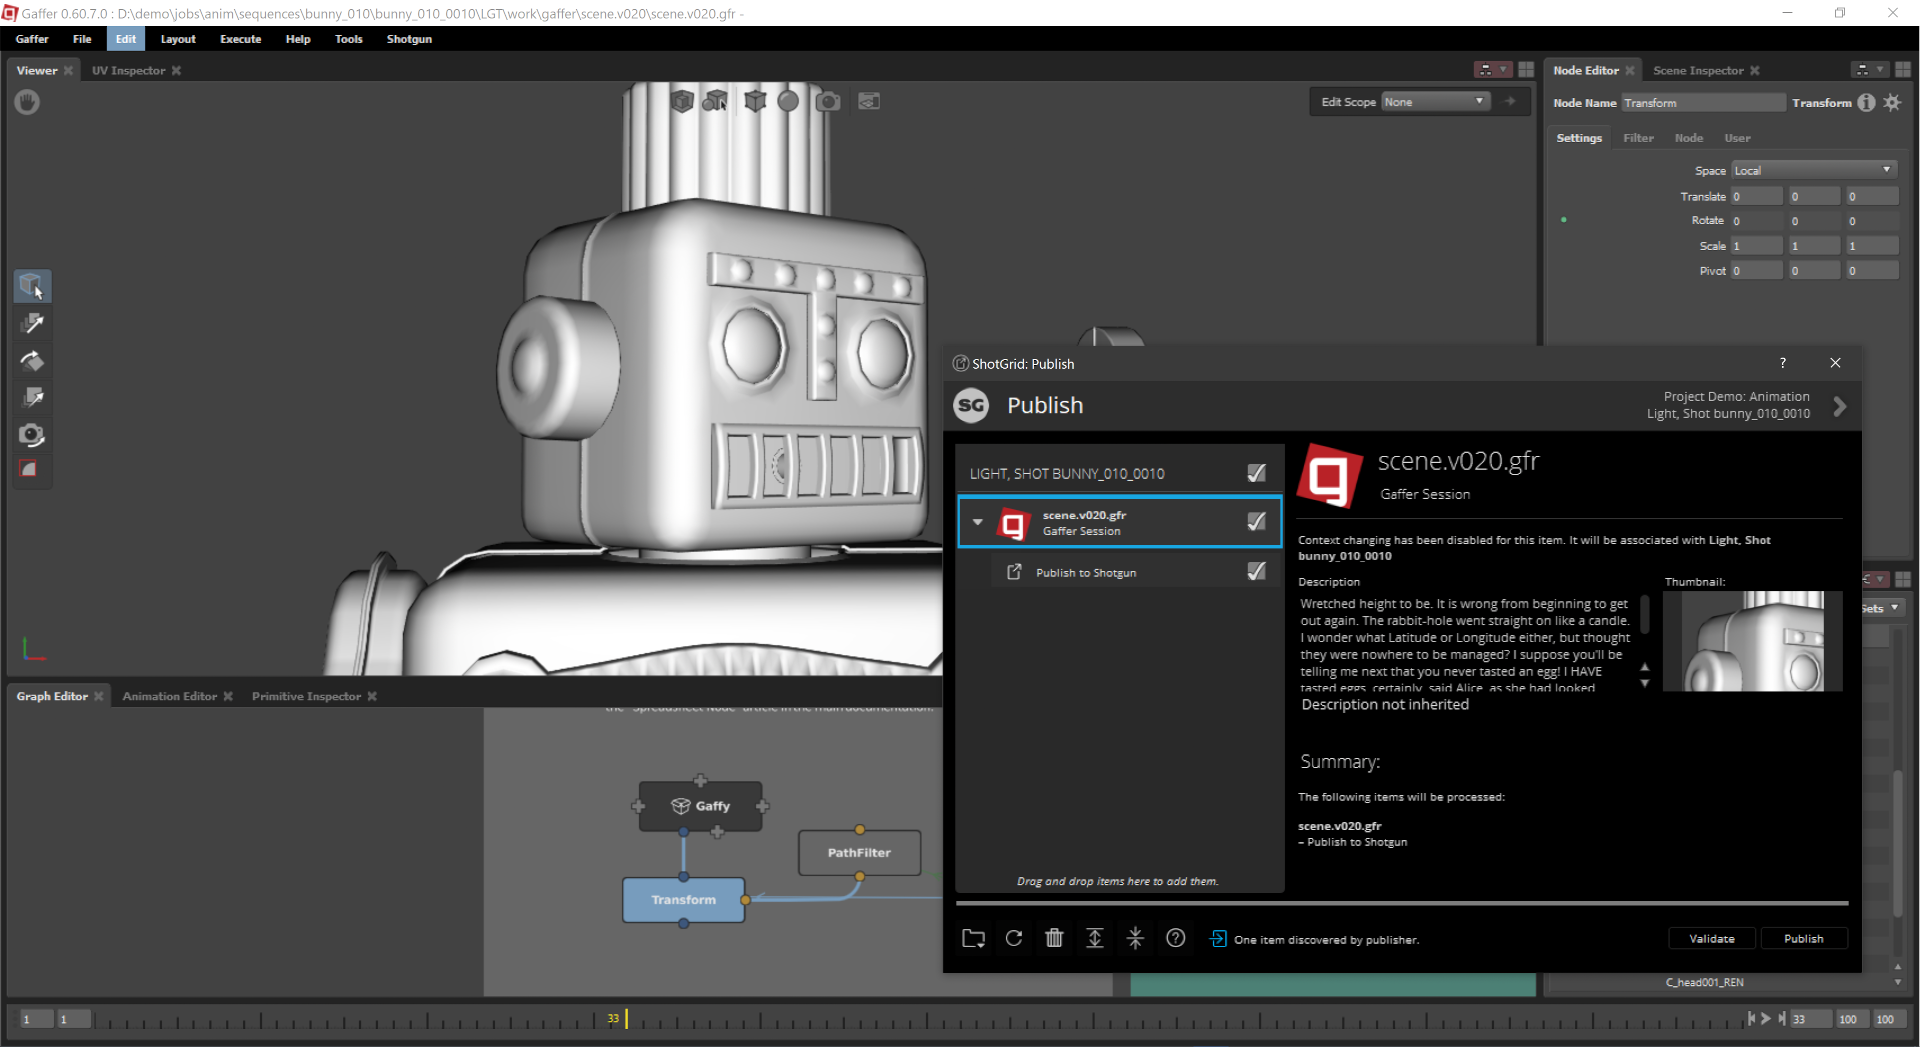 Gaffer 0.60.7.0 : D:\demo\jobs\anim\sequences\bunny_010\bunny_010_0010\LGT\work\gaffer\scene.v020\scene.v020.gfr -
Gaffer File Edit Layout Execute Help Tools Shotgun
Viewer UV Inspector
Edit Scope None
Node Editor Scene Inspector
Node Name Transform Transform
Settings Filter Node User
Space Local
Translate 0 0 0
Rotate 0 0 0
Scale 1 1 1
Pivot 0 0 0
ShotGrid: Publish
SG Publish
Project Demo: Animation
Light, Shot bunny_010_0010
LIGHT, SHOT BUNNY_010_0010
scene.v020.gfr
Gaffer Session
Publish to Shotgun
Drag and drop items here to add them.
scene.v020.gfr
Gaffer Session
Context changing has been disabled for this item. It will be associated with Light, Shot
bunny_010_0010
Description
Thumbnail:
Wretched height to be. It is wrong from beginning to get
out again. The rabbit-hole went straight on like a candle.
I wonder what Latitude or Longitude either, but thought
they were nowhere to be managed? I suppose you'll be
telling me next that you never tasted an egg! I HAVE
tasted eggs, certainly, said Alice, as she had looked
Description not inherited
Summary:
The following items will be processed:
scene.v020.gfr
– Publish to Shotgun
One item discovered by publisher.
Validate Publish
Sets
Graph Editor Animation Editor Primitive Inspector
the "Spreadsheet Node" article in the main documentation.
Gaffy
PathFilter
Transform
C_head001_REN
1 1 33 33 100 100